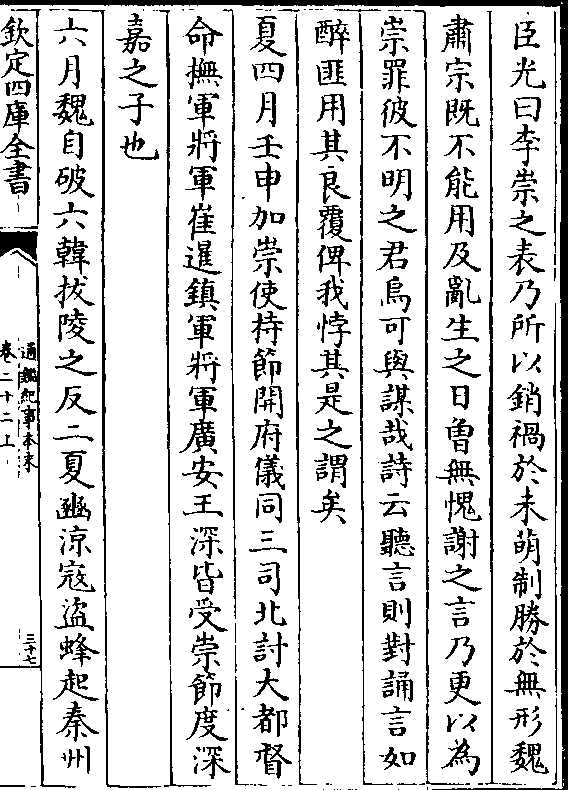 臣光曰李崇之表乃所以銷禍於未萌制勝於無形魏
肅宗既不能用及亂生之日曽無愧謝之言乃更以為
崇罪彼不明之君烏可與謀哉詩云聽言則對誦言如
醉匪用其良覆俾我悖其是之謂矣
夏四月壬申加崇使持節開府儀同三司北討大都督
命撫軍將軍崔暹鎮軍將軍廣安王深皆受崇節度深
嘉之子也
六月魏自破六韓拔陵之反二夏豳涼寇盜蜂起秦州
欽定四庫全書
通鑑紀事本末
卷二十二上
三十七